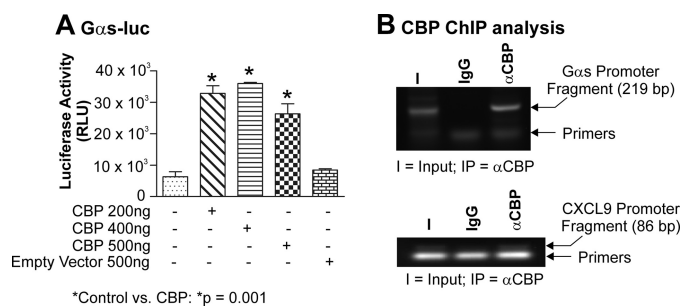 A Gαs-luc
Luciferase Activity
(RLU)
40 x 10³
30 x 10³
20 x 10³
10 x 10³
0
* * *
CBP 200ng - + - - -
CBP 400ng - - + - -
CBP 500ng - - - + -
Empty Vector 500ng - - - - +
*Control vs. CBP: *p = 0.001
B CBP ChIP analysis
I IgG αCBP
Gαs Promoter
Fragment (219 bp)
Primers
I = Input; IP = αCBP
I IgG αCBP
CXCL9 Promoter
Fragment (86 bp)
Primers
I = Input; IP = αCBP